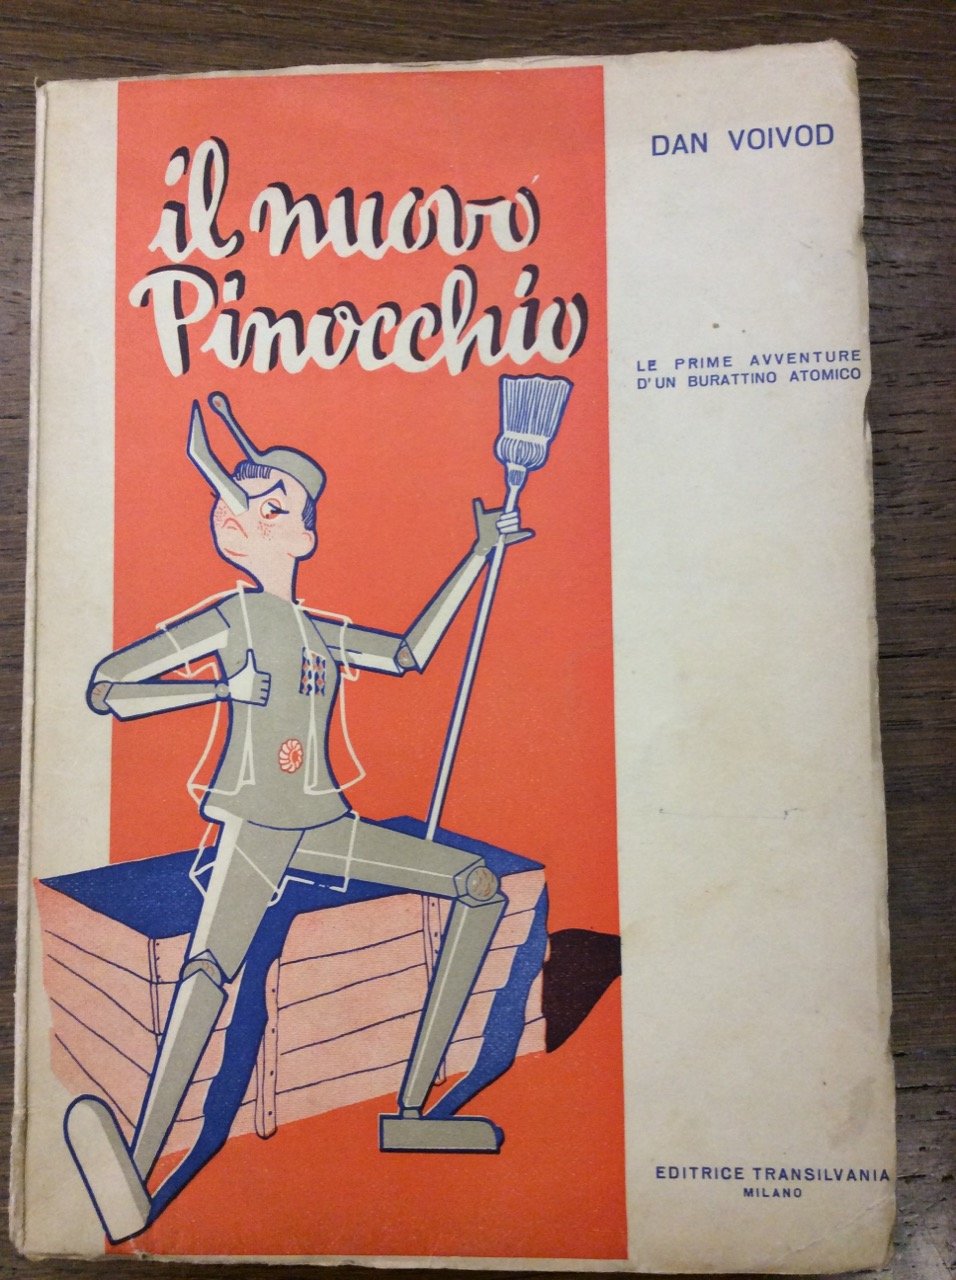 il nuovo
Pinocchio
DAN VOIVOD
LE PRIME AVVENTURE
D'UN BURATTINO ATOMICO
EDITRICE TRANSILVANIA
MILANO